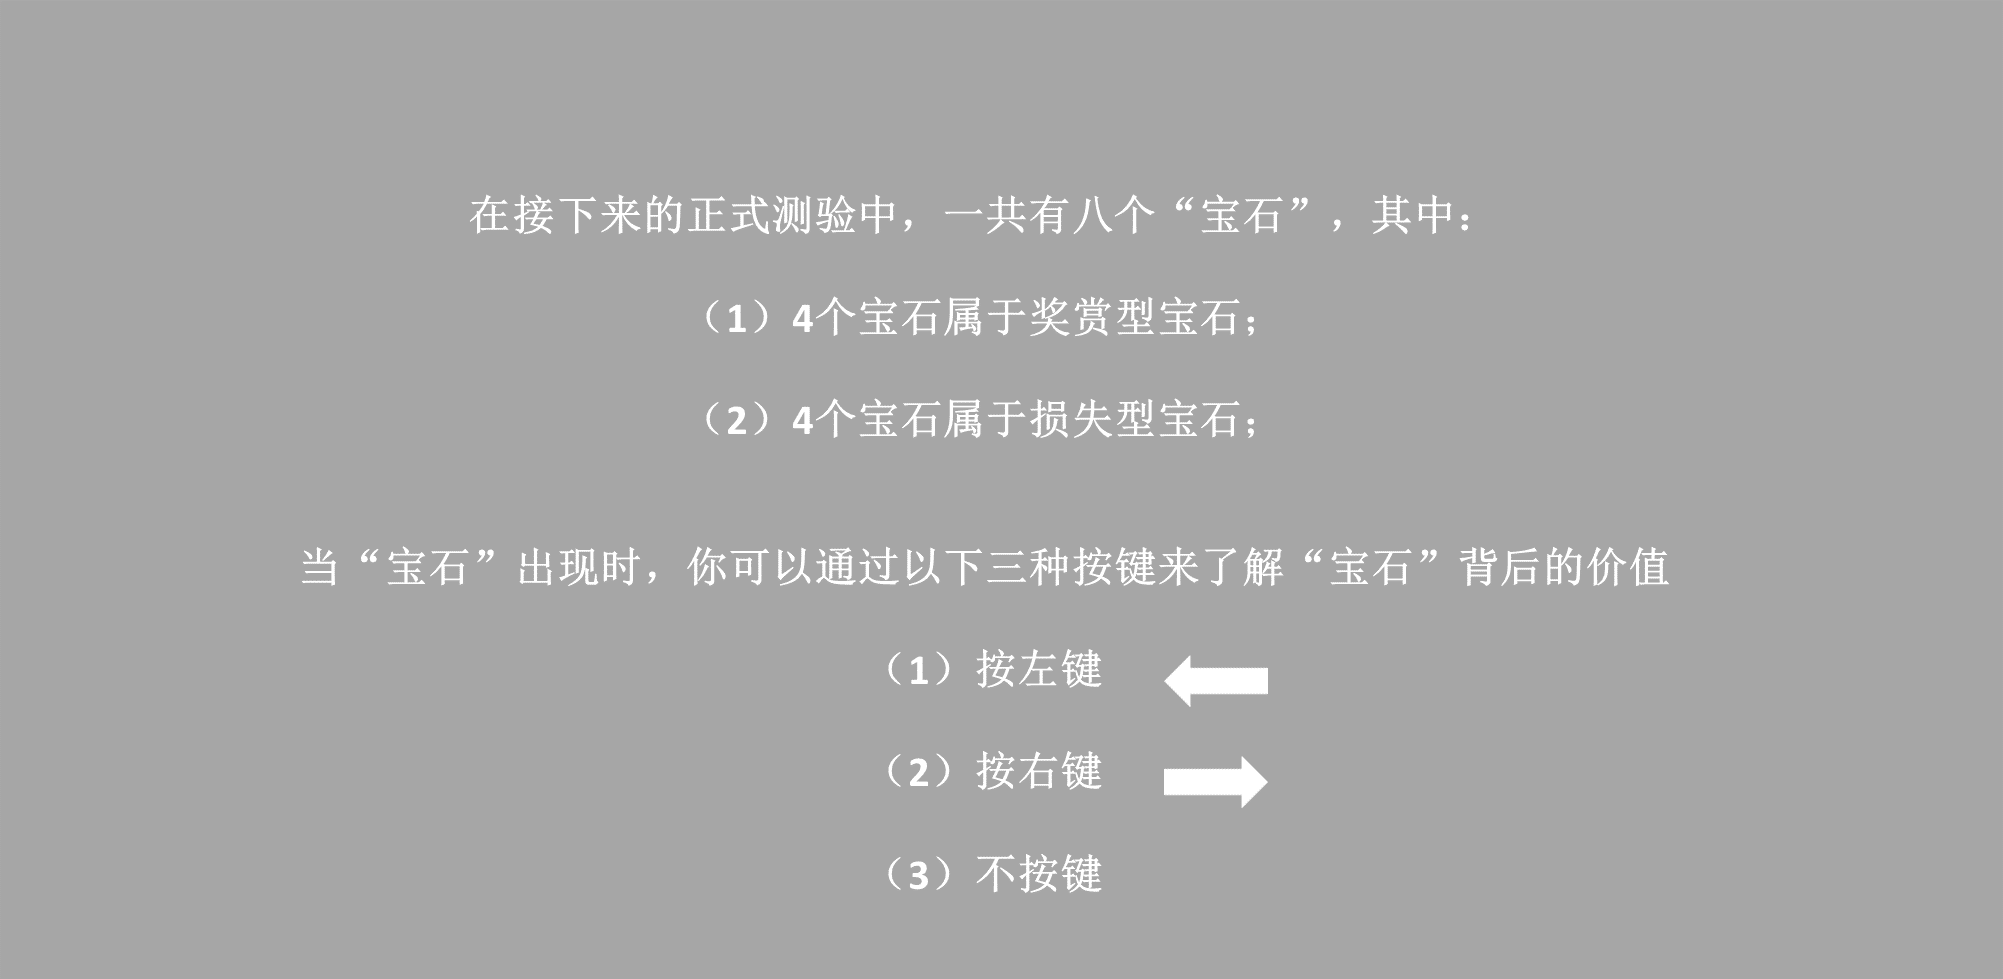 在接下来的正式测验中，一共有八个“宝石”，其中：
（1）4个宝石属于奖赏型宝石；
（2）4个宝石属于损失型宝石；
当“宝石”出现时，你可以通过以下三种按键来了解“宝石”背后的价值
（1）按左键
（2）按右键
（3）不按键